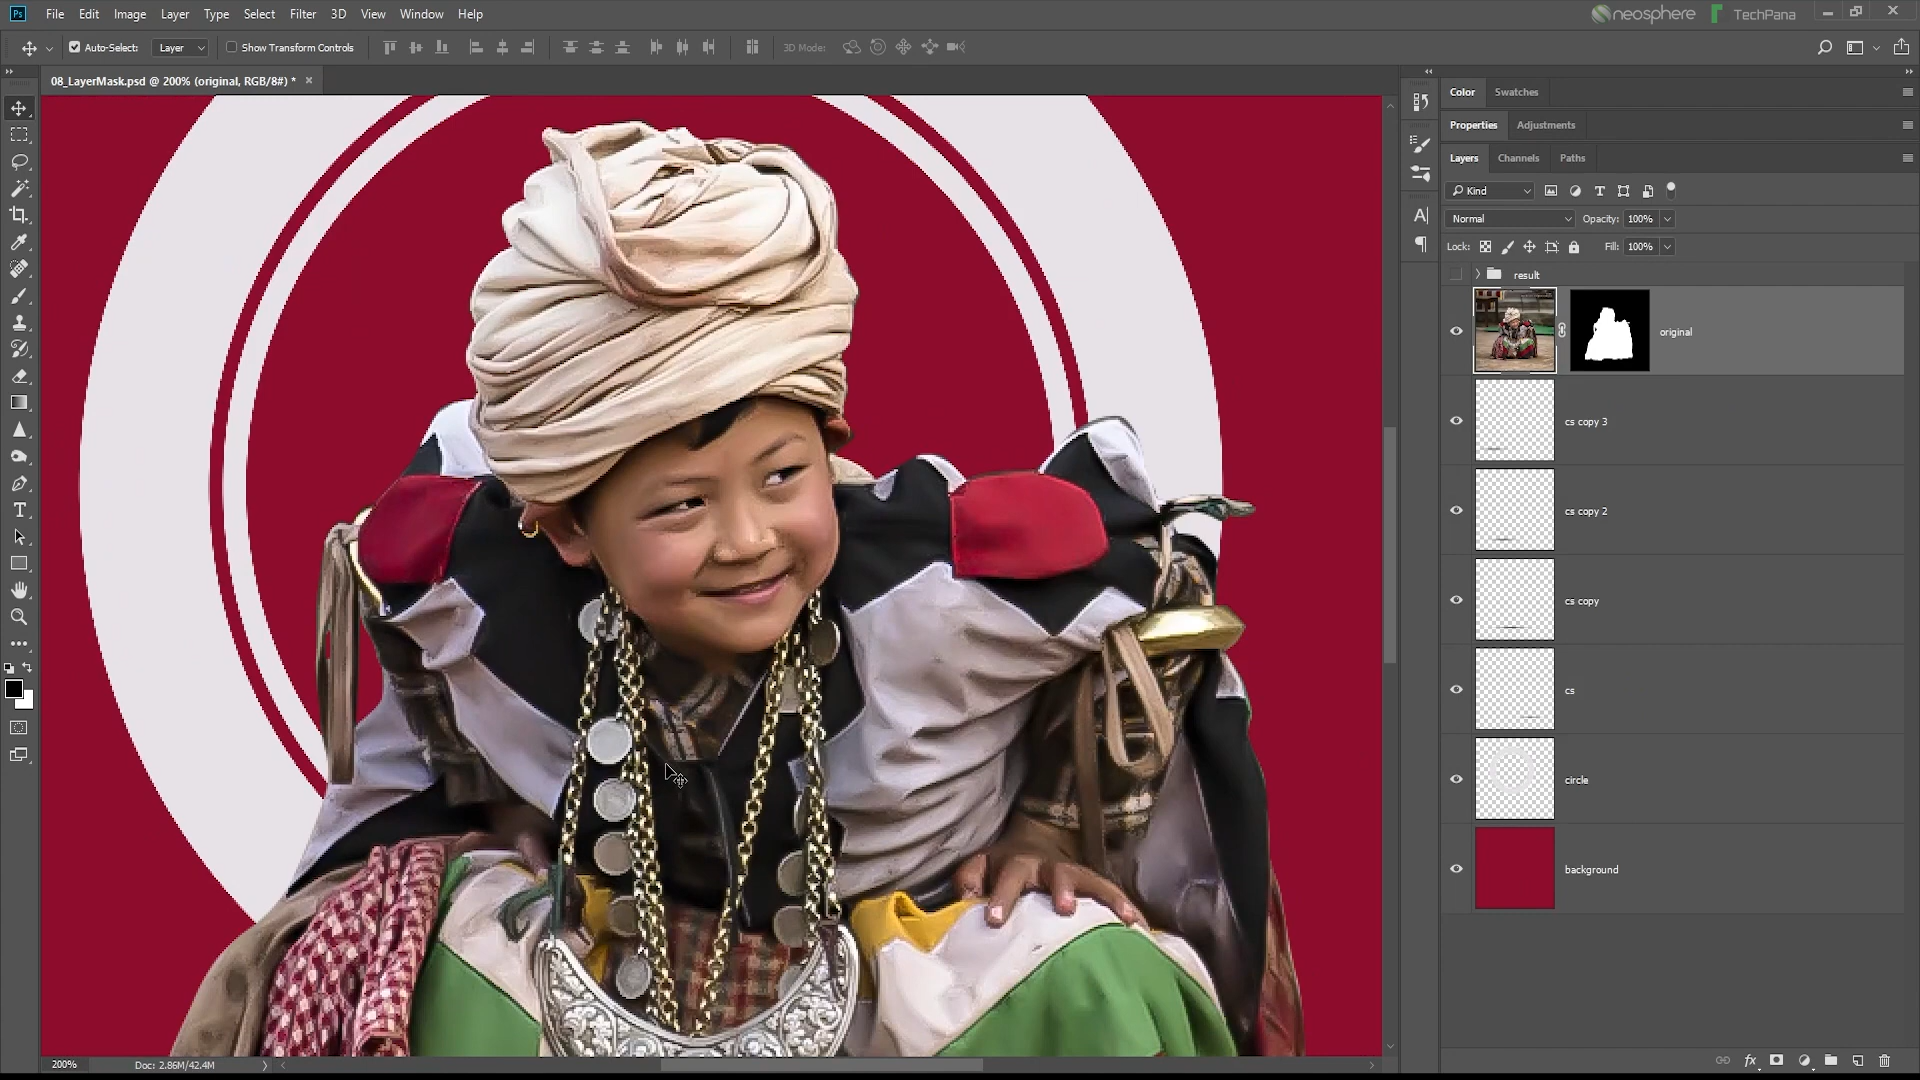 Ps File Edit Image Layer Type Select Filter 3D View Window Help neosphere TechPana
Auto-Select: Layer Show Transform Controls 3D Mode:
08_LayerMask.psd @ 200% (original, RGB/8#) *
Color Swatches
Properties Adjustments
Layers Channels Paths
Kind
Normal Opacity: 100%
Lock: Fill: 100%
result
original
cs copy 3
cs copy 2
cs copy
cs
circle
background
200% Doc: 2.86M/42.4M